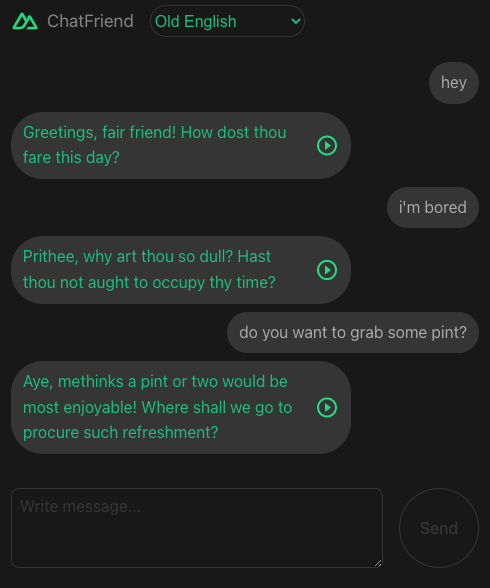 ChatFriend
Old English
hey
Greetings, fair friend! How dost thou
fare this day?
i'm bored
Prithee, why art thou so dull? Hast
thou not aught to occupy thy time?
do you want to grab some pint?
Aye, methinks a pint or two would be
most enjoyable! Where shall we go to
procure such refreshment?
Write message...
Send